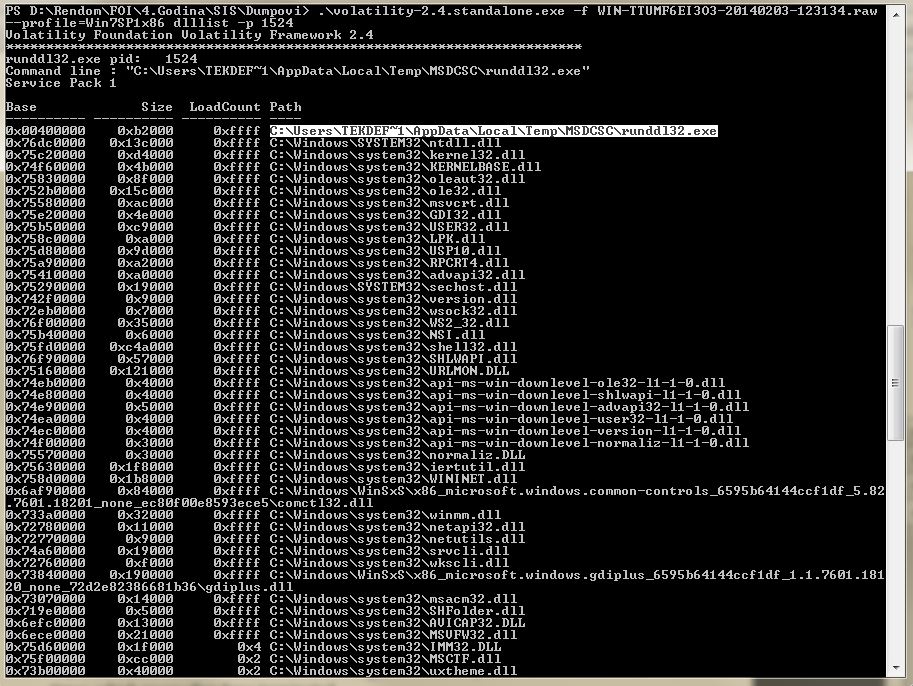 PS D:\Rendom\FOI\4.Godina\SIS\Dumpovi> .\volatility-2.4.standalone.exe -f WIN-TTUMF6EI3O3-20140203-123134.raw
--profile=Win7SP1x86 dlllist -p 1524
Volatility Foundation Volatility Framework 2.4
************************************************************************
runddl32.exe pid:   1524
Command line : "C:\Users\TEKDEF~1\AppData\Local\Temp\MSDCSC\runddl32.exe"
Service Pack 1
Base             Size  LoadCount Path
---------- ---------- ---------- ----
0x00400000    0xb2000     0xffff C:\Users\TEKDEF~1\AppData\Local\Temp\MSDCSC\runddl32.exe
0x76dc0000   0x13c000     0xffff C:\Windows\SYSTEM32\ntdll.dll
0x75c20000    0xd4000     0xffff C:\Windows\system32\kernel32.dll
0x74f60000    0x4b000     0xffff C:\Windows\system32\KERNELBASE.dll
0x75830000    0x8f000     0xffff C:\Windows\system32\oleaut32.dll
0x752b0000   0x15c000     0xffff C:\Windows\system32\ole32.dll
0x75580000    0xac000     0xffff C:\Windows\system32\msvcrt.dll
0x75e20000    0x4e000     0xffff C:\Windows\system32\GDI32.dll
0x75b50000    0xc9000     0xffff C:\Windows\system32\USER32.dll
0x758c0000     0xa000     0xffff C:\Windows\system32\LPK.dll
0x75d80000    0x9d000     0xffff C:\Windows\system32\USP10.dll
0x75a90000    0xa2000     0xffff C:\Windows\system32\RPCRT4.dll
0x75410000    0xa0000     0xffff C:\Windows\system32\advapi32.dll
0x75290000    0x19000     0xffff C:\Windows\SYSTEM32\sechost.dll
0x742f0000     0x9000     0xffff C:\Windows\system32\version.dll
0x72eb0000     0x7000     0xffff C:\Windows\system32\wsock32.dll
0x76f00000    0x35000     0xffff C:\Windows\system32\WS2_32.dll
0x75b40000     0x6000     0xffff C:\Windows\system32\NSI.dll
0x75fd0000   0xc4a000     0xffff C:\Windows\system32\shell32.dll
0x76f90000    0x57000     0xffff C:\Windows\system32\SHLWAPI.dll
0x75160000   0x121000     0xffff C:\Windows\system32\URLMON.DLL
0x74eb0000     0x4000     0xffff C:\Windows\system32\api-ms-win-downlevel-ole32-l1-1-0.dll
0x74e80000     0x4000     0xffff C:\Windows\system32\api-ms-win-downlevel-shlwapi-l1-1-0.dll
0x74e90000     0x5000     0xffff C:\Windows\system32\api-ms-win-downlevel-advapi32-l1-1-0.dll
0x74ea0000     0x4000     0xffff C:\Windows\system32\api-ms-win-downlevel-user32-l1-1-0.dll
0x74ec0000     0x4000     0xffff C:\Windows\system32\api-ms-win-downlevel-version-l1-1-0.dll
0x74f00000     0x3000     0xffff C:\Windows\system32\api-ms-win-downlevel-normaliz-l1-1-0.dll
0x75570000     0x3000     0xffff C:\Windows\system32\normaliz.DLL
0x75630000   0x1f8000     0xffff C:\Windows\system32\iertutil.dll
0x758d0000   0x1b8000     0xffff C:\Windows\system32\WININET.dll
0x6af90000    0x84000     0xffff C:\Windows\WinSxS\x86_microsoft.windows.common-controls_6595b64144ccf1df_5.82
.7601.18201_none_ec80f00e8593ece5\comctl32.dll
0x733a0000    0x32000     0xffff C:\Windows\system32\winmm.dll
0x72780000    0x11000     0xffff C:\Windows\system32\netapi32.dll
0x72770000     0x9000     0xffff C:\Windows\system32\netutils.dll
0x74a60000    0x19000     0xffff C:\Windows\system32\srvcli.dll
0x72760000     0xf000     0xffff C:\Windows\system32\wkscli.dll
0x73840000   0x190000     0xffff C:\Windows\WinSxS\x86_microsoft.windows.gdiplus_6595b64144ccf1df_1.1.7601.181
20_none_72d2e82386681b36\gdiplus.dll
0x73070000    0x14000     0xffff C:\Windows\system32\msacm32.dll
0x719e0000     0x5000     0xffff C:\Windows\system32\SHFolder.dll
0x6efc0000    0x13000     0xffff C:\Windows\system32\AVICAP32.DLL
0x6ece0000    0x21000     0xffff C:\Windows\system32\MSVFW32.dll
0x75d60000    0x1f000        0x4 C:\Windows\system32\IMM32.DLL
0x75f00000    0xcc000        0x2 C:\Windows\system32\MSCTF.dll
0x73b00000    0x40000        0x2 C:\Windows\system32\uxtheme.dll